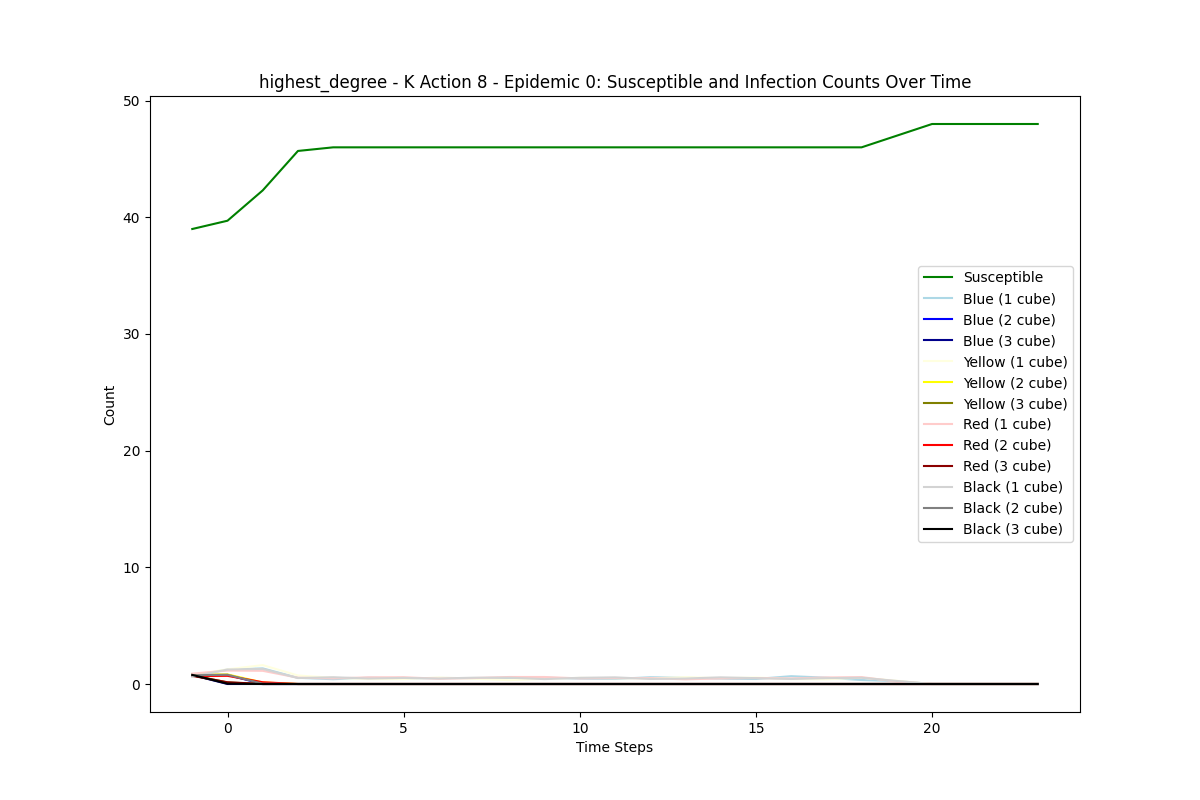 highest_degree - K Action 8 - Epidemic 0: Susceptible and Infection Counts Over Time
50
40
30
20
10
0
Count
Susceptible
Blue (1 cube)
Blue (2 cube)
Blue (3 cube)
Yellow (1 cube)
Yellow (2 cube)
Yellow (3 cube)
Red (1 cube)
Red (2 cube)
Red (3 cube)
Black (1 cube)
Black (2 cube)
Black (3 cube)
0 5 10 15 20
Time Steps